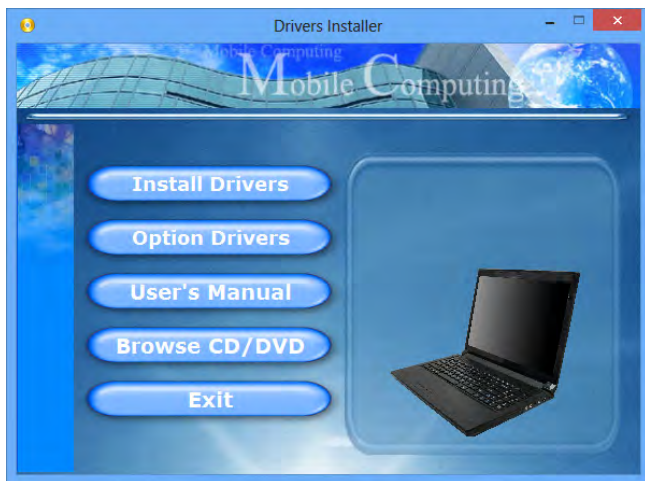 Drivers Installer
Mobile Computing
Mobile Computing
Install Drivers
Option Drivers
User's Manual
Browse CD/DVD
Exit